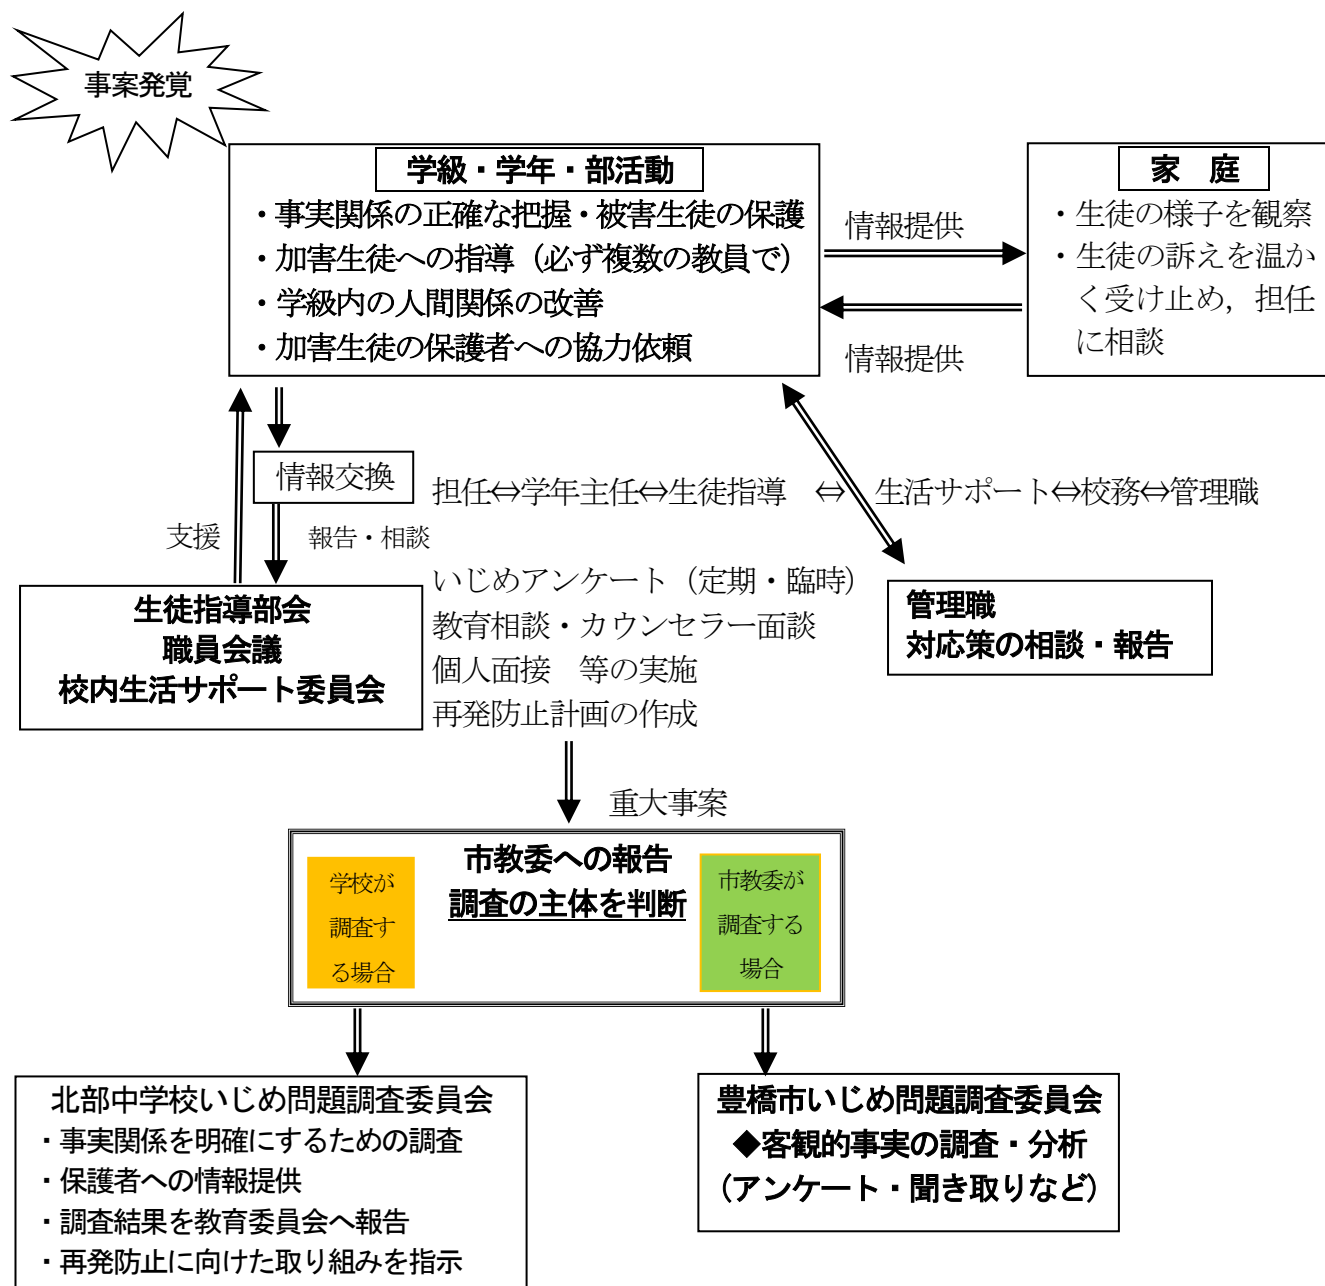 事案発覚
学級・学年・部活動
・事実関係の正確な把握・被害生徒の保護
・加害生徒への指導（必ず複数の教員で）
・学級内の人間関係の改善
・加害生徒の保護者への協力依頼
情報提供
情報提供
家　庭
・生徒の様子を観察
・生徒の訴えを温か
く受け止め，担任
に相談
情報交換
担任⇔学年主任⇔生徒指導　⇔　生活サポート⇔校務⇔管理職
支援
報告・相談
生徒指導部会
職員会議
校内生活サポート委員会
いじめアンケート（定期・臨時）
教育相談・カウンセラー面談
個人面接　等の実施
再発防止計画の作成
管理職
対応策の相談・報告
重大事案
市教委への報告
調査の主体を判断
学校が
調査す
る場合
市教委が
調査する
場合
北部中学校いじめ問題調査委員会
・事実関係を明確にするための調査
・保護者への情報提供
・調査結果を教育委員会へ報告
・再発防止に向けた取り組みを指示
豊橋市いじめ問題調査委員会
◆客観的事実の調査・分析
（アンケート・聞き取りなど）